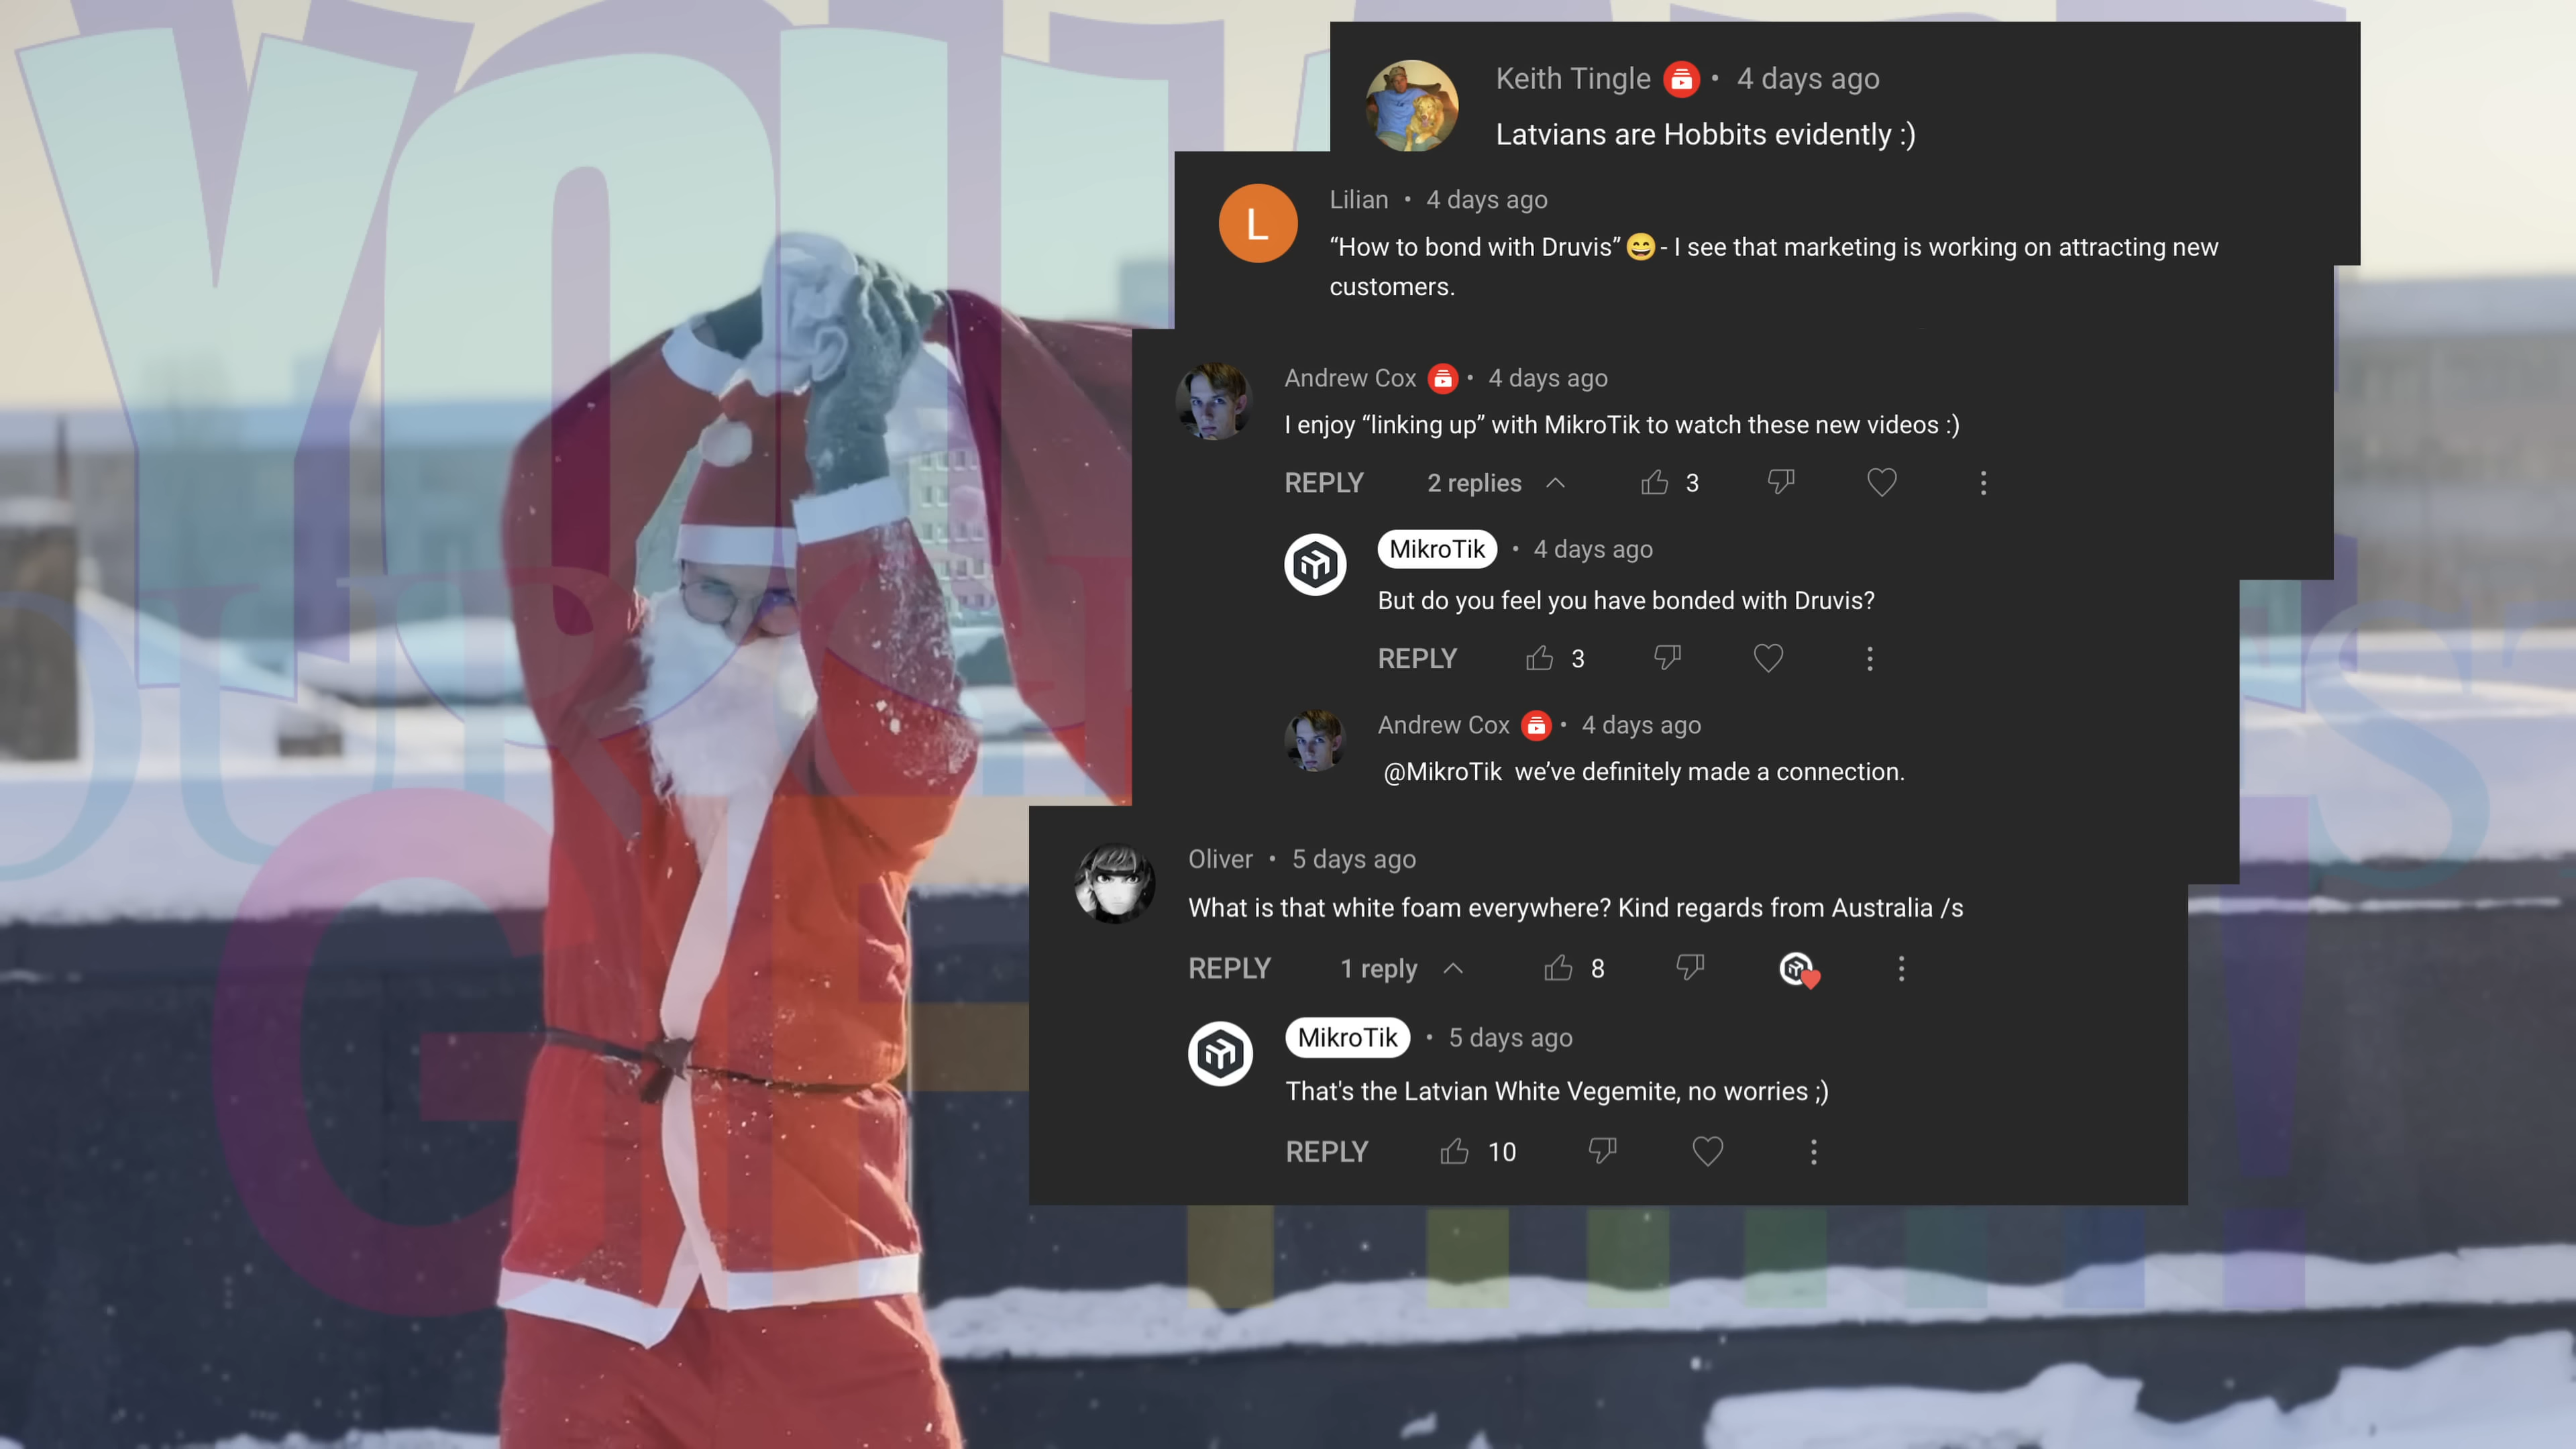 YOU
YOUR GIFTS
GIF
!
Keith Tingle • 4 days ago
Latvians are Hobbits evidently :)
L
Lilian • 4 days ago
“How to bond with Druvis” 😄 - I see that marketing is working on attracting new
customers.
Andrew Cox • 4 days ago
I enjoy “linking up” with MikroTik to watch these new videos :)
REPLY 2 replies 3
MikroTik • 4 days ago
But do you feel you have bonded with Druvis?
REPLY 3
Andrew Cox • 4 days ago
@MikroTik we’ve definitely made a connection.
Oliver • 5 days ago
What is that white foam everywhere? Kind regards from Australia /s
REPLY 1 reply 8
MikroTik • 5 days ago
That's the Latvian White Vegemite, no worries ;)
REPLY 10